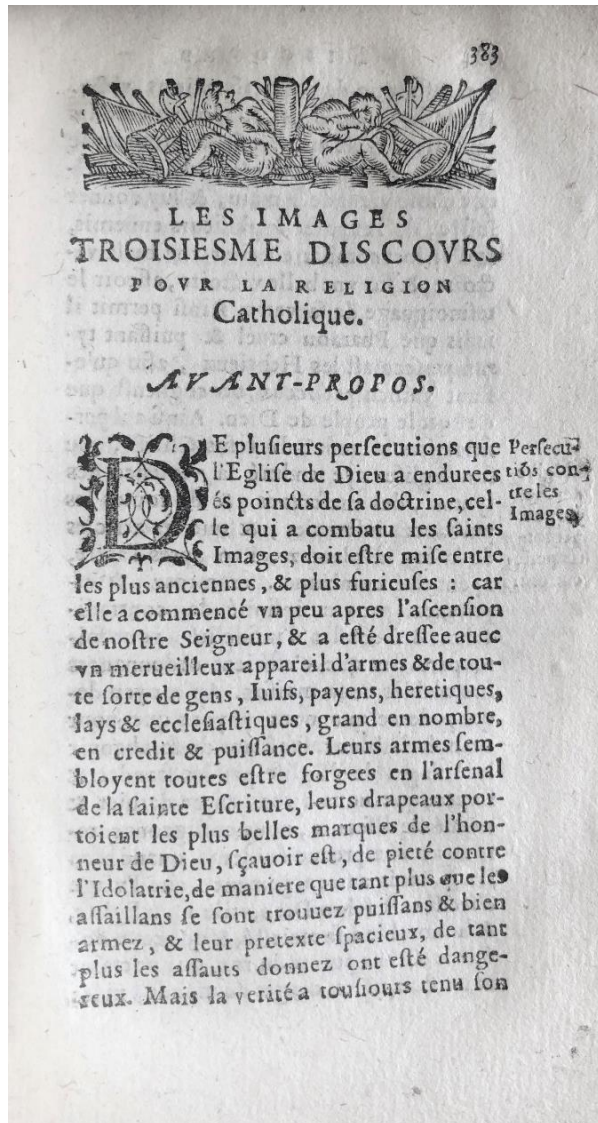 383
LES IMAGES
TROISIESME DISCOVRS
POVR LA RELIGION
Catholique.
AVANT-PROPOS.
DE plusieurs persecutions que
l'Eglise de Dieu a endurees
és poincts de sa doctrine, cel-
le qui a combatu les saints
Images, doit estre mise entre
les plus anciennes, & plus furieuses : car
elle a commencé vn peu apres l'ascension
de nostre Seigneur, & a esté dressee auec
vn merueilleux appareil d'armes & de tou-
te sorte de gens, Iuifs, payens, heretiques,
lays & ecclesiastiques, grand en nombre,
en credit & puissance. Leurs armes sem-
bloyent toutes estre forgees en l'arsenal
de la sainte Escriture, leurs drapeaux por-
toient les plus belles marques de l'hon-
neur de Dieu, sçauoir est, de pieté contre
l'Idolatrie, de maniere que tant plus que les
assaillans se sont trouuez puissans & bien
armez, & leur pretexte spacieux, de tant
plus les assauts donnez ont esté dange-
reux. Mais la verité a tousiours tenu son
Persecu-
tiõs con-
tre les
Images.